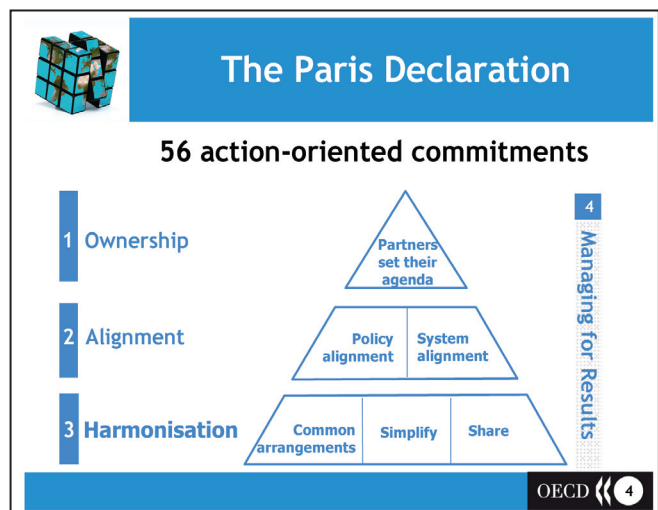 The Paris Declaration
56 action-oriented commitments
1 Ownership
Partners
set their
agenda
4
Managing for Results
2 Alignment
Policy
alignment
System
alignment
3 Harmonisation
Common
arrangements
Simplify
Share
OECD
4